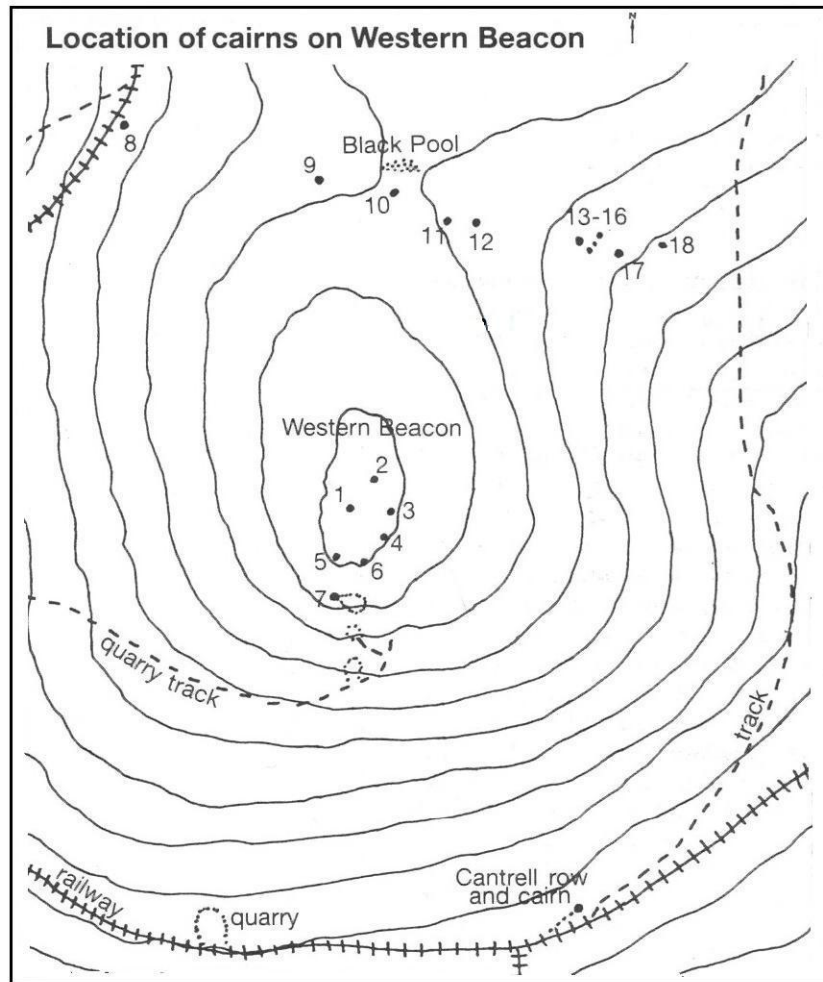 N
Location of cairns on Western Beacon
8
Black Pool
9
10
11
12
13-16
17
18
Western Beacon
2
1
3
4
5
6
7
quarry track
track
railway
quarry
Cantrell row
and cairn